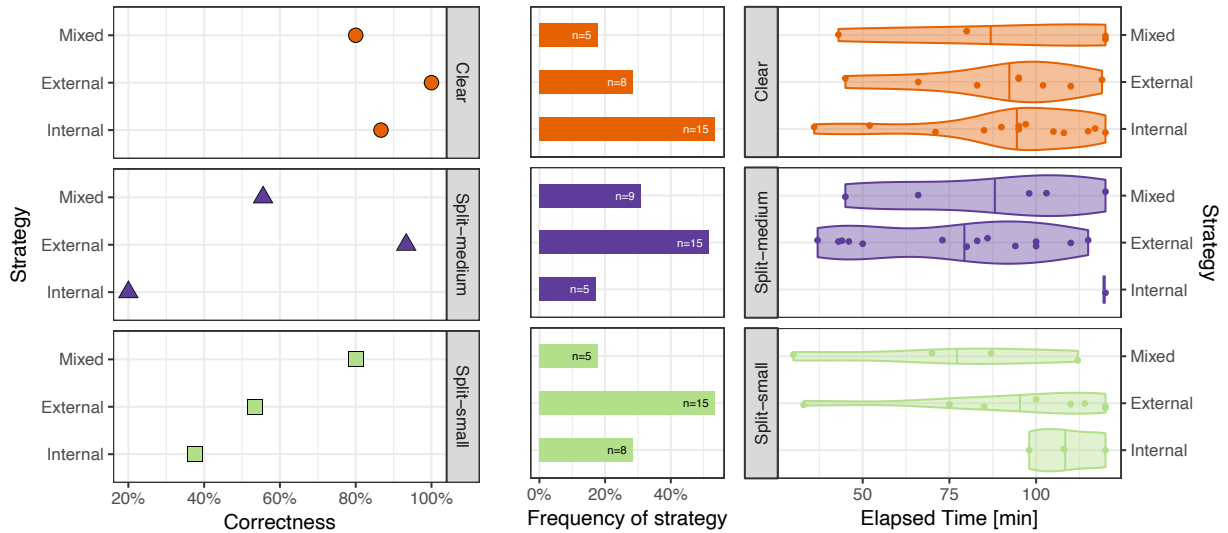 Strategy
Mixed
External
Internal
Clear
Mixed
External
Internal
Split−medium
Mixed
External
Internal
Split−small
20% 40% 60% 80% 100%
Correctness
n=5
n=8
n=15
n=9
n=15
n=5
n=5
n=15
n=8
0% 20% 40%
Frequency of strategy
Clear
Mixed
External
Internal
Split−medium
Mixed
External
Internal
Split−small
Mixed
External
Internal
50 75 100
Elapsed Time [min]
Strategy